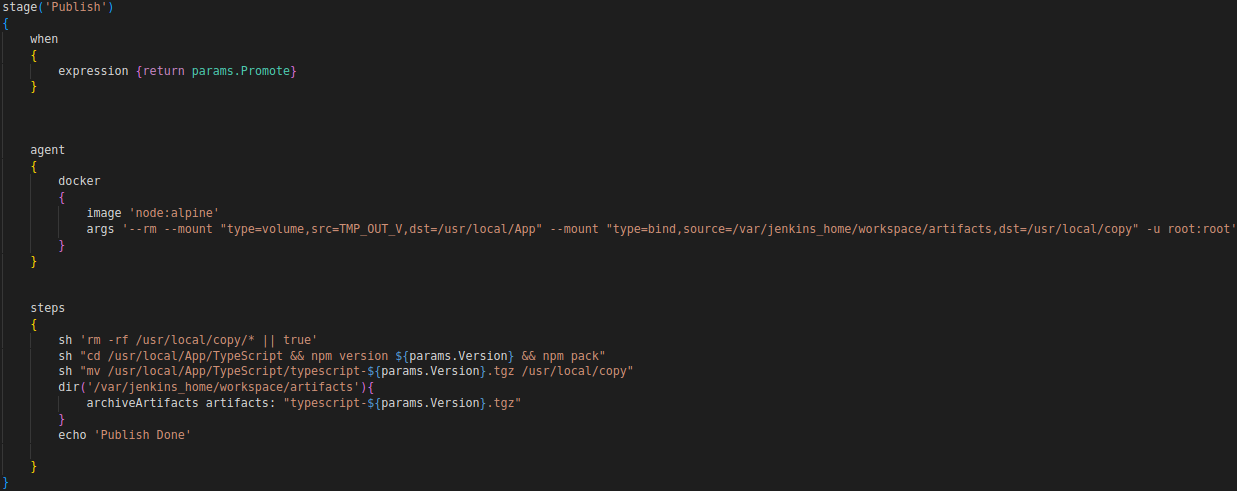 stage('Publish')
{
    when
    {
        expression {return params.Promote}
    }
    agent
    {
        docker
        {
            image 'node:alpine'
            args '--rm --mount "type=volume,src=TMP_OUT_V,dst=/usr/local/App" --mount "type=bind,source=/var/jenkins_home/workspace/artifacts,dst=/usr/local/copy" -u root:root'
        }
    }
    steps
    {
        sh 'rm -rf /usr/local/copy/* || true'
        sh "cd /usr/local/App/TypeScript && npm version ${params.Version} && npm pack"
        sh "mv /usr/local/App/TypeScript/typescript-${params.Version}.tgz /usr/local/copy"
        dir('/var/jenkins_home/workspace/artifacts'){
            archiveArtifacts artifacts: "typescript-${params.Version}.tgz"
        }
        echo 'Publish Done'
    }
}